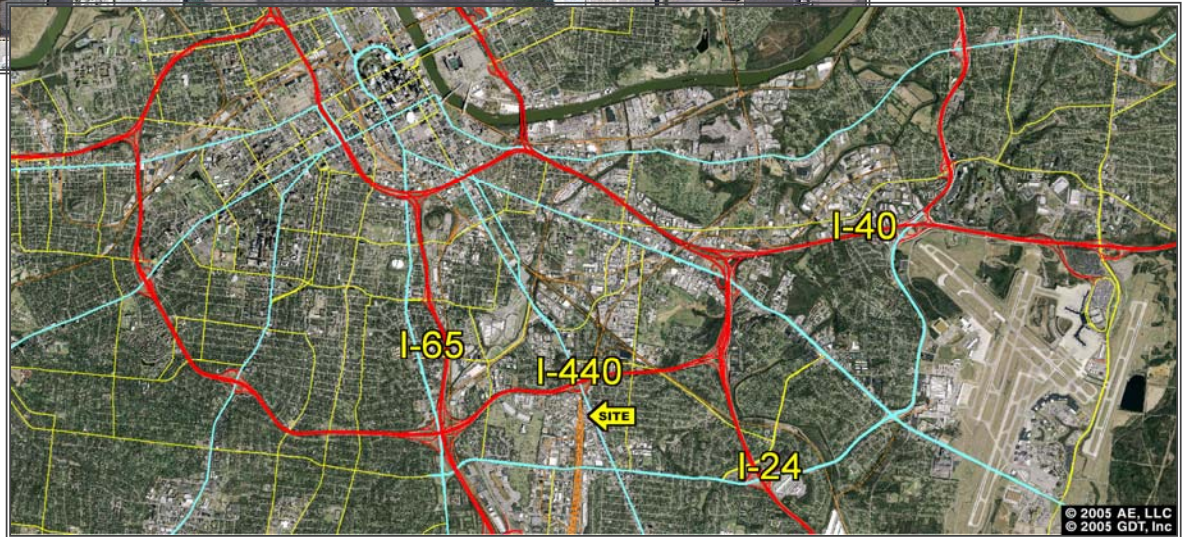 I-40
I-65
I-440
SITE
I-24
© 2005 AE, LLC
© 2005 GDT, Inc